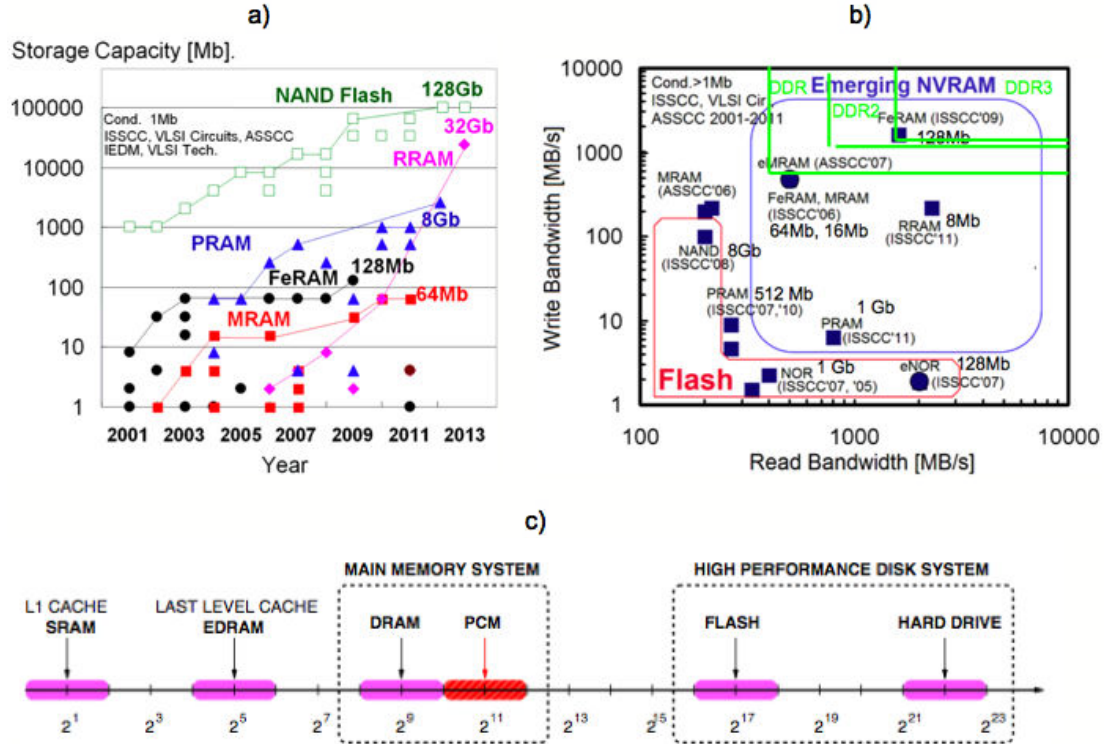 a)
Storage Capacity [Mb].
100000
10000
1000
100
10
1
Cond. 1Mb
ISSCC, VLSI Circuits, ASSCC
IEDM, VLSI Tech.
NAND Flash
128Gb
32Gb
RRAM
8Gb
PRAM
128Mb
FeRAM
64Mb
MRAM
2001 2003 2005 2007 2009 2011 2013
Year
b)
Write Bandwidth [MB/s]
10000
1000
100
10
1
Cond.>1Mb
ISSCC, VLSI Cir.,
ASSCC 2001-2011
DDR
Emerging NVRAM
DDR2
DDR3
FeRAM (ISSCC'09)
128Mb
eMRAM (ASSCC'07)
MRAM
(ASSCC'06)
FeRAM, MRAM
(ISSCC'06)
64Mb, 16Mb
RRAM 8Mb
(ISSCC'11)
NAND 8Gb
(ISSCC'08)
PRAM 512 Mb
(ISSCC'07,'10)
1 Gb
PRAM
(ISSCC'11)
Flash
NOR 1 Gb
(ISSCC'07, '05)
eNOR 128Mb
(ISSCC'07)
100 1000 10000
Read Bandwidth [MB/s]
c)
MAIN MEMORY SYSTEM
HIGH PERFORMANCE DISK SYSTEM
L1 CACHE
SRAM
LAST LEVEL CACHE
EDRAM
DRAM
PCM
FLASH
HARD DRIVE
2^1 2^3 2^5 2^7 2^9 2^11 2^13 2^15 2^17 2^19 2^21 2^23